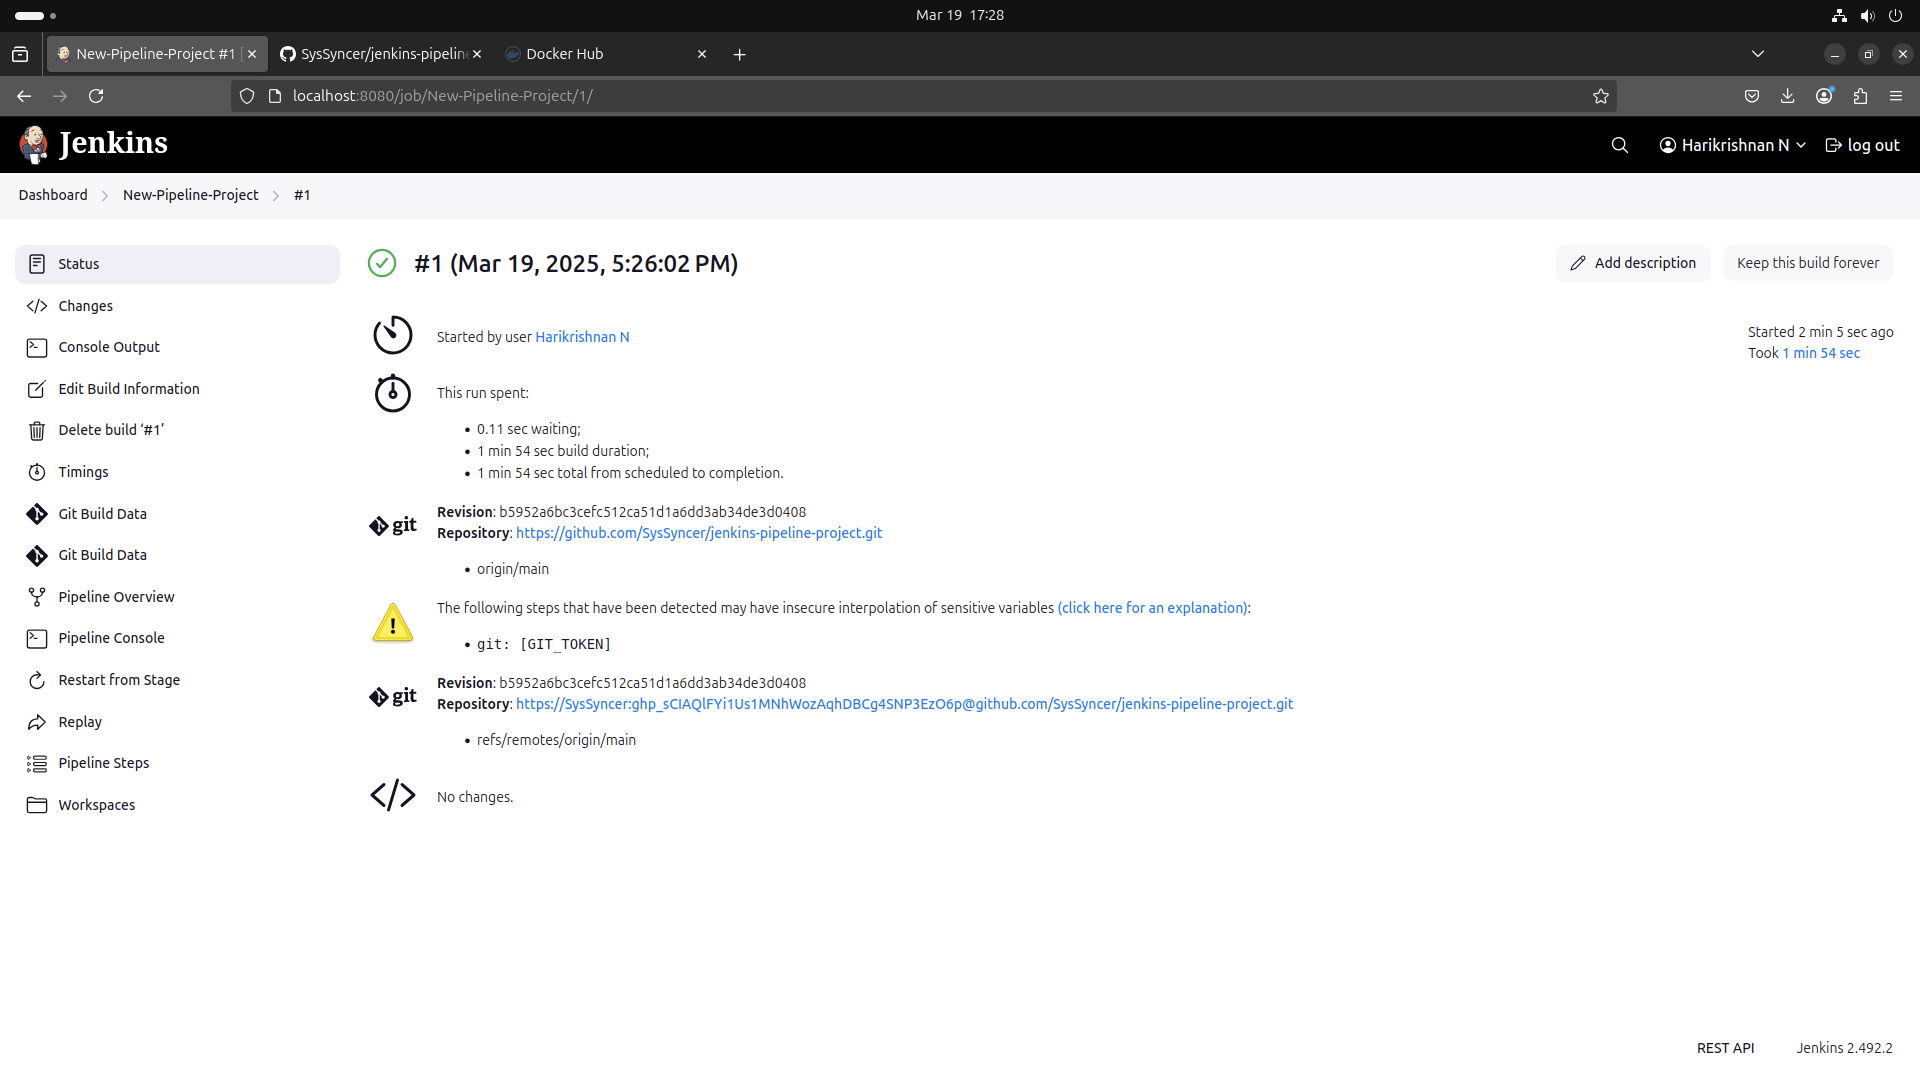 Mar 19 17:28
New-Pipeline-Project #1 [
SysSyncer/jenkins-pipelin
Docker Hub
localhost:8080/job/New-Pipeline-Project/1/
Jenkins
Harikrishnan N
log out
Dashboard
New-Pipeline-Project
#1
Status
Changes
Console Output
Edit Build Information
Delete build ‘#1’
Timings
Git Build Data
Git Build Data
Pipeline Overview
Pipeline Console
Restart from Stage
Replay
Pipeline Steps
Workspaces
#1 (Mar 19, 2025, 5:26:02 PM)
Add description
Keep this build forever
Started by user Harikrishnan N
Started 2 min 5 sec ago
Took 1 min 54 sec
This run spent:
• 0.11 sec waiting;
• 1 min 54 sec build duration;
• 1 min 54 sec total from scheduled to completion.
git
Revision: b5952a6bc3cefc512ca51d1a6dd3ab34de3d0408
Repository: https://github.com/SysSyncer/jenkins-pipeline-project.git
• origin/main
The following steps that have been detected may have insecure interpolation of sensitive variables (click here for an explanation):
• git: [GIT_TOKEN]
git
Revision: b5952a6bc3cefc512ca51d1a6dd3ab34de3d0408
Repository: https://SysSyncer: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@github.com/SysSyncer/jenkins-pipeline-project.git
• refs/remotes/origin/main
No changes.
REST API
Jenkins 2.492.2